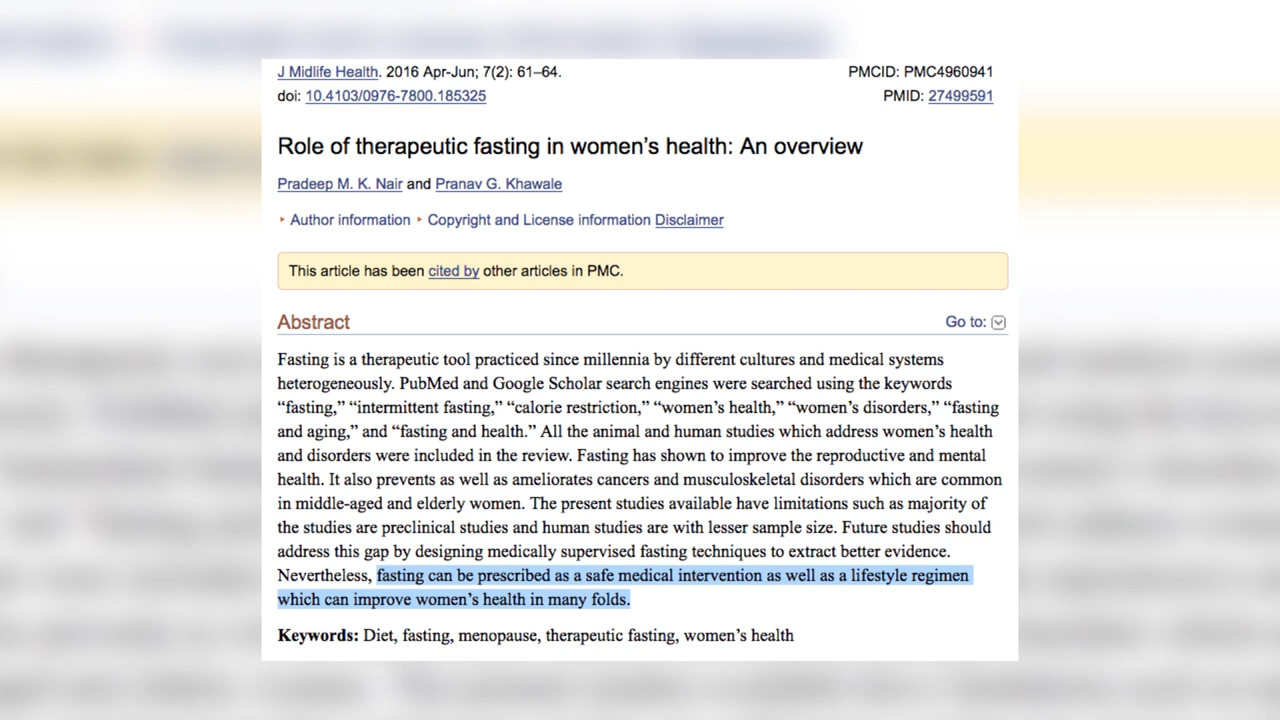 J Midlife Health. 2016 Apr-Jun; 7(2): 61–64.
PMCID: PMC4960941
doi: 10.4103/0976-7800.185325
PMID: 27499591
Role of therapeutic fasting in women’s health: An overview
Pradeep M. K. Nair and Pranav G. Khawale
Author information Copyright and License information Disclaimer
This article has been cited by other articles in PMC.
Abstract
Go to:
Fasting is a therapeutic tool practiced since millennia by different cultures and medical systems
heterogeneously. PubMed and Google Scholar search engines were searched using the keywords
“fasting,” “intermittent fasting,” “calorie restriction,” “women’s health,” “women’s disorders,” “fasting
and aging,” and “fasting and health.” All the animal and human studies which address women’s health
and disorders were included in the review. Fasting has shown to improve the reproductive and mental
health. It also prevents as well as ameliorates cancers and musculoskeletal disorders which are common
in middle-aged and elderly women. The present studies available have limitations such as majority of
the studies are preclinical studies and human studies are with lesser sample size. Future studies should
address this gap by designing medically supervised fasting techniques to extract better evidence.
Nevertheless, fasting can be prescribed as a safe medical intervention as well as a lifestyle regimen
which can improve women’s health in many folds.
Keywords: Diet, fasting, menopause, therapeutic fasting, women’s health